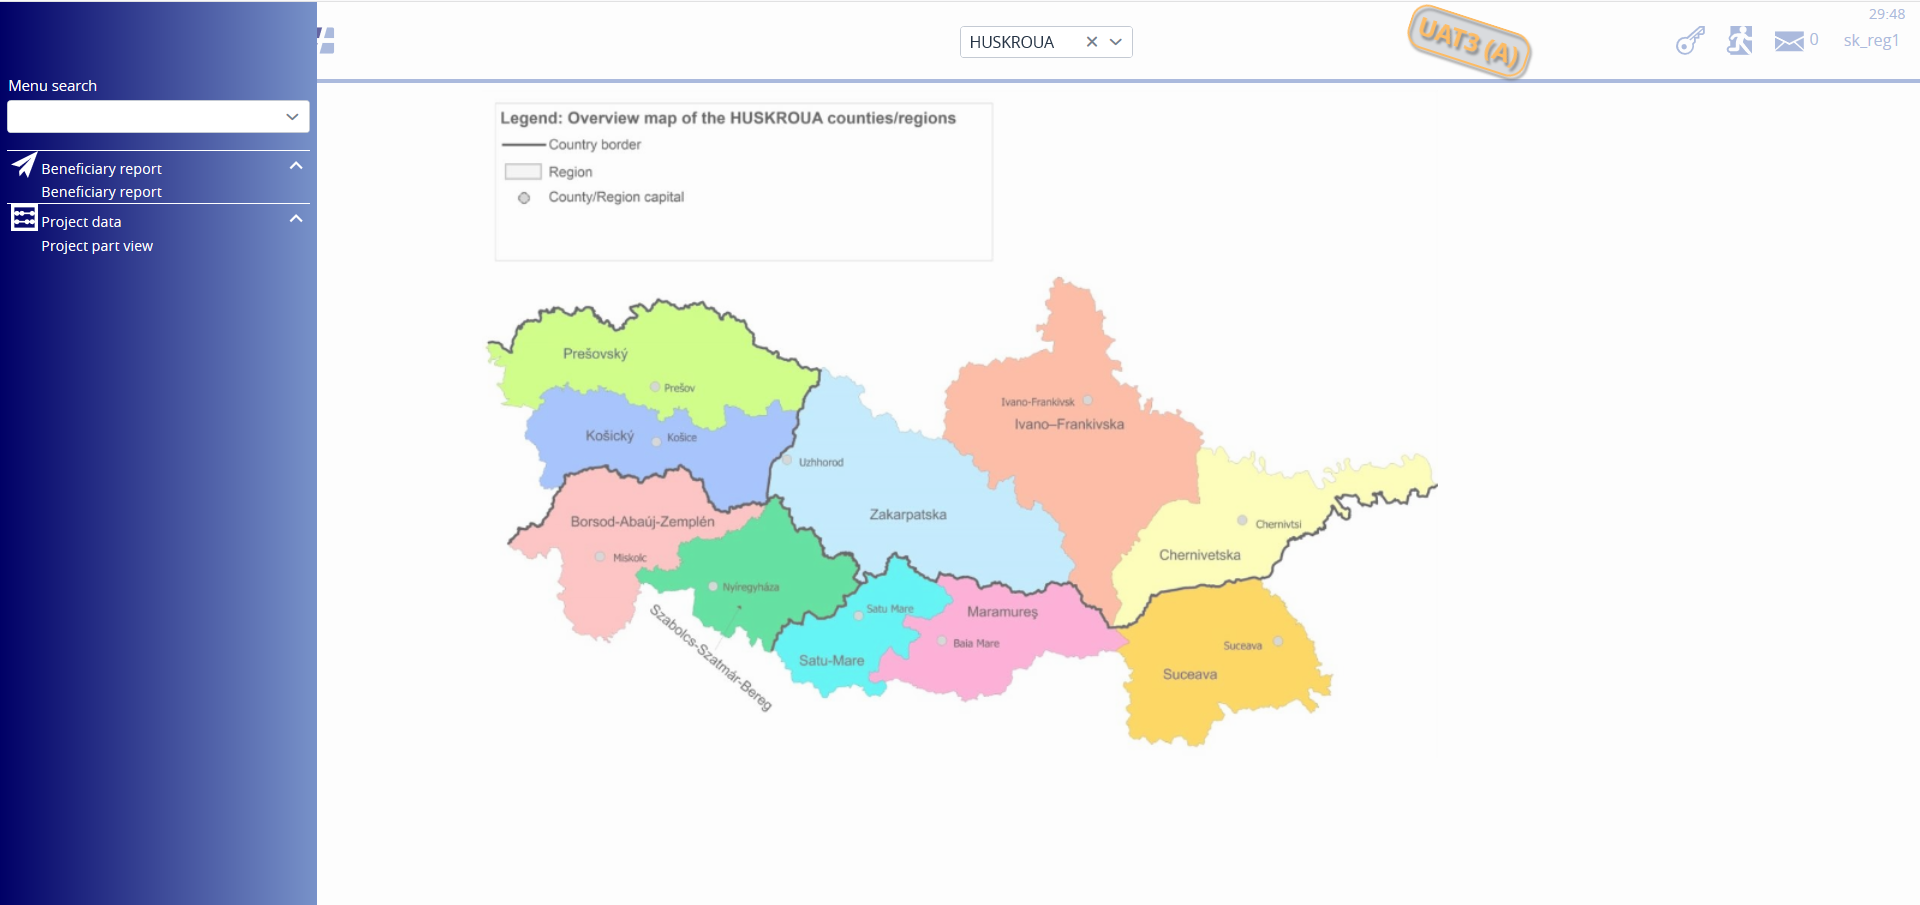 29:48
HUSKROUA
UAT3 (A)
0
sk_reg1
Menu search
Beneficiary report
Beneficiary report
Project data
Project part view
Legend: Overview map of the HUSKROUA counties/regions
Country border
Region
County/Region capital
Prešovský
Prešov
Košický
Košice
Uzhhorod
Zakarpatska
Ivano-Frankivsk
Ivano–Frankivska
Chernivtsi
Chernivetska
Borsod-Abaúj-Zemplén
Miskolc
Nyíregyháza
Szabolcs-Szatmár-Bereg
Satu Mare
Satu-Mare
Maramureş
Baia Mare
Suceava
Suceava